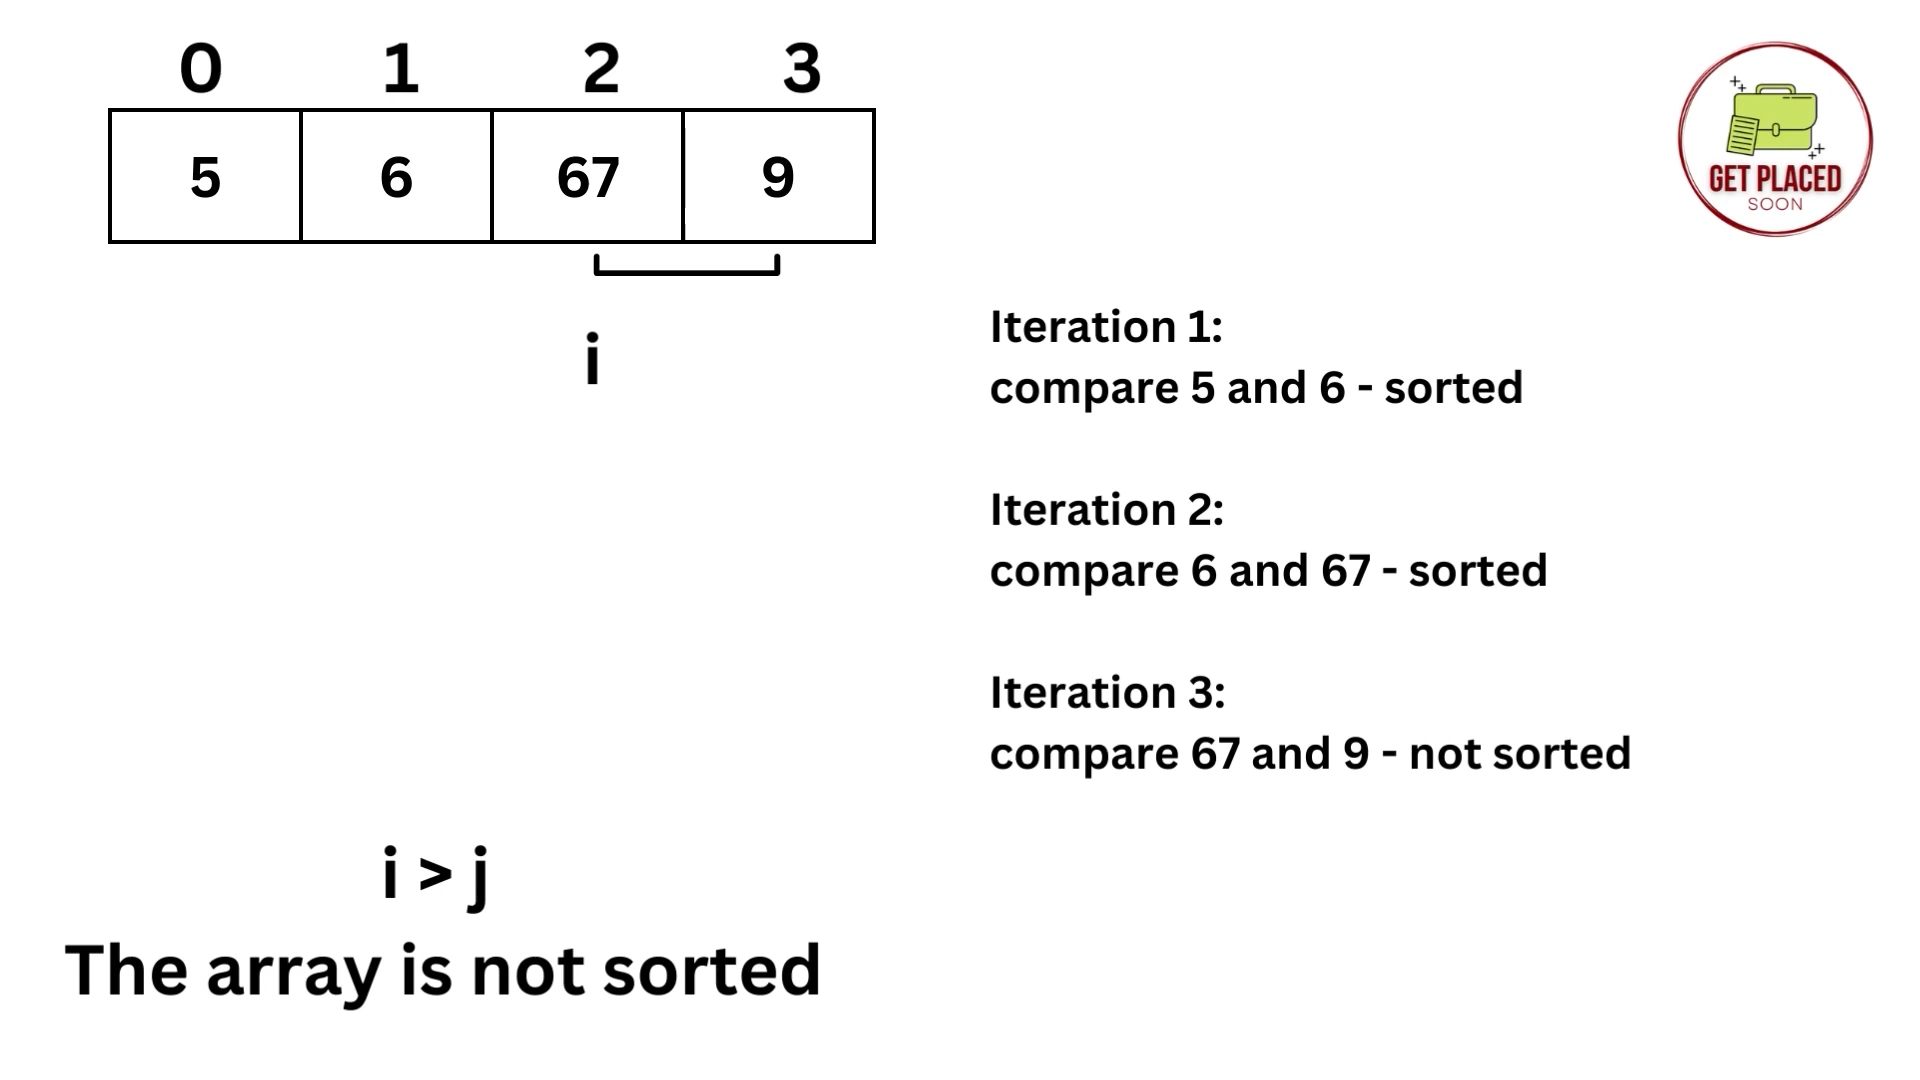 0 1 2 3
5 6 67 9
i
GET PLACED
SOON
Iteration 1:
compare 5 and 6 - sorted
Iteration 2:
compare 6 and 67 - sorted
Iteration 3:
compare 67 and 9 - not sorted
i > j
The array is not sorted